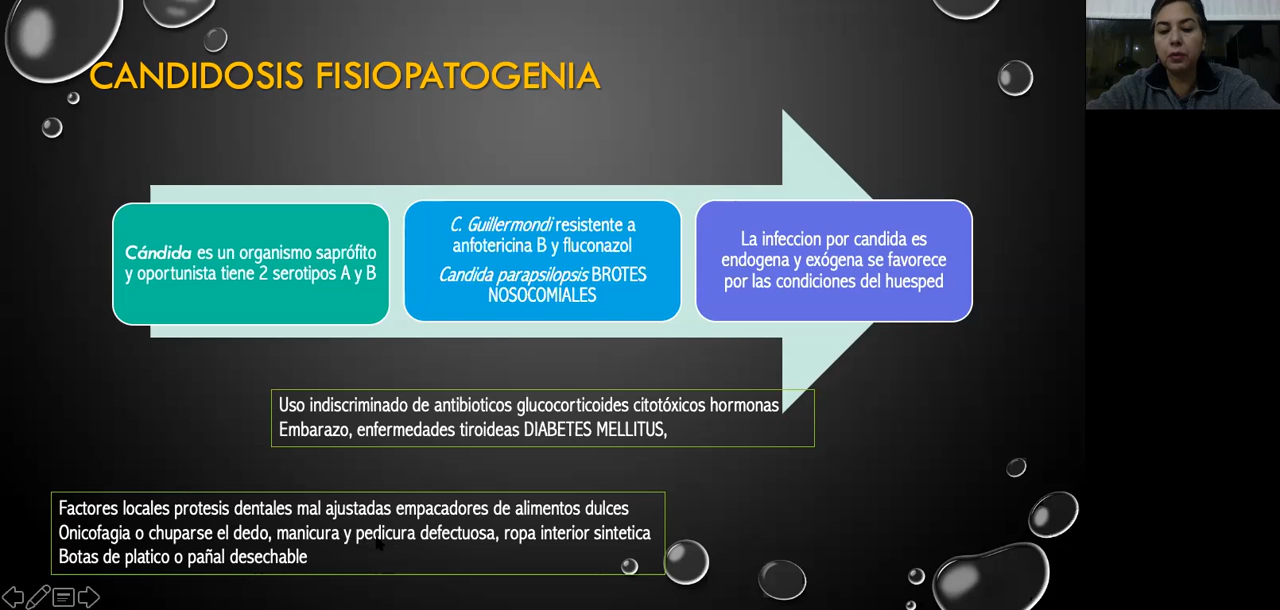 CANDIDOSIS FISIOPATOGENIA
Cándida es un organismo saprófito
y oportunista tiene 2 serotipos A y B
C. Guillermondi resistente a
anfotericina B y fluconazol
Candida parapsilopsis BROTES
NOSOCOMIALES
La infeccion por candida es
endogena y exógena se favorece
por las condiciones del huesped
Uso indiscriminado de antibioticos glucocorticoides citotóxicos hormonas
Embarazo, enfermedades tiroideas DIABETES MELLITUS,
Factores locales protesis dentales mal ajustadas empacadores de alimentos dulces
Onicofagia o chuparse el dedo, manicura y pedicura defectuosa, ropa interior sintetica
Botas de platico o pañal desechable